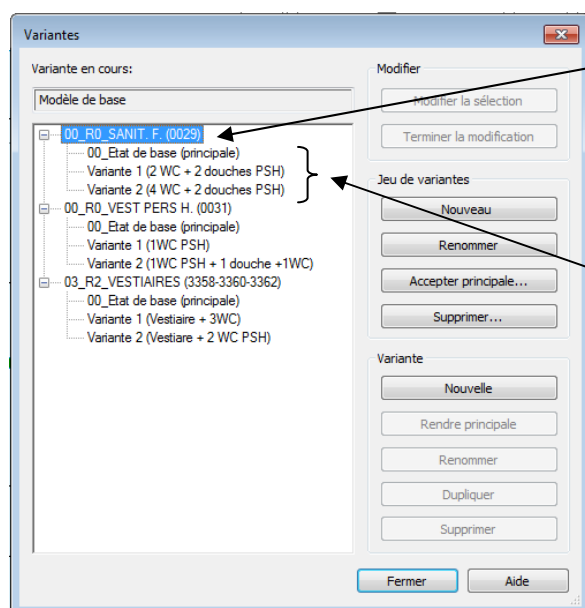 Variantes
Variante en cours:
Modèle de base
00_R0_SANIT. F. (0029)
00_Etat de base (principale)
Variante 1 (2 WC + 2 douches PSH)
Variante 2 (4 WC + 2 douches PSH)
00_R0_VEST PERS H. (0031)
00_Etat de base (principale)
Variante 1 (1WC PSH)
Variante 2 (1WC PSH + 1 douche +1WC)
03_R2_VESTIAIRES (3358-3360-3362)
00_Etat de base (principale)
Variante 1 (Vestiaire + 3WC)
Variante 2 (Vestiare + 2 WC PSH)
Modifier
Modifier la sélection
Terminer la modification
Jeu de variantes
Nouveau
Renommer
Accepter principale...
Supprimer...
Variante
Nouvelle
Rendre principale
Renommer
Dupliquer
Supprimer
Fermer
Aide